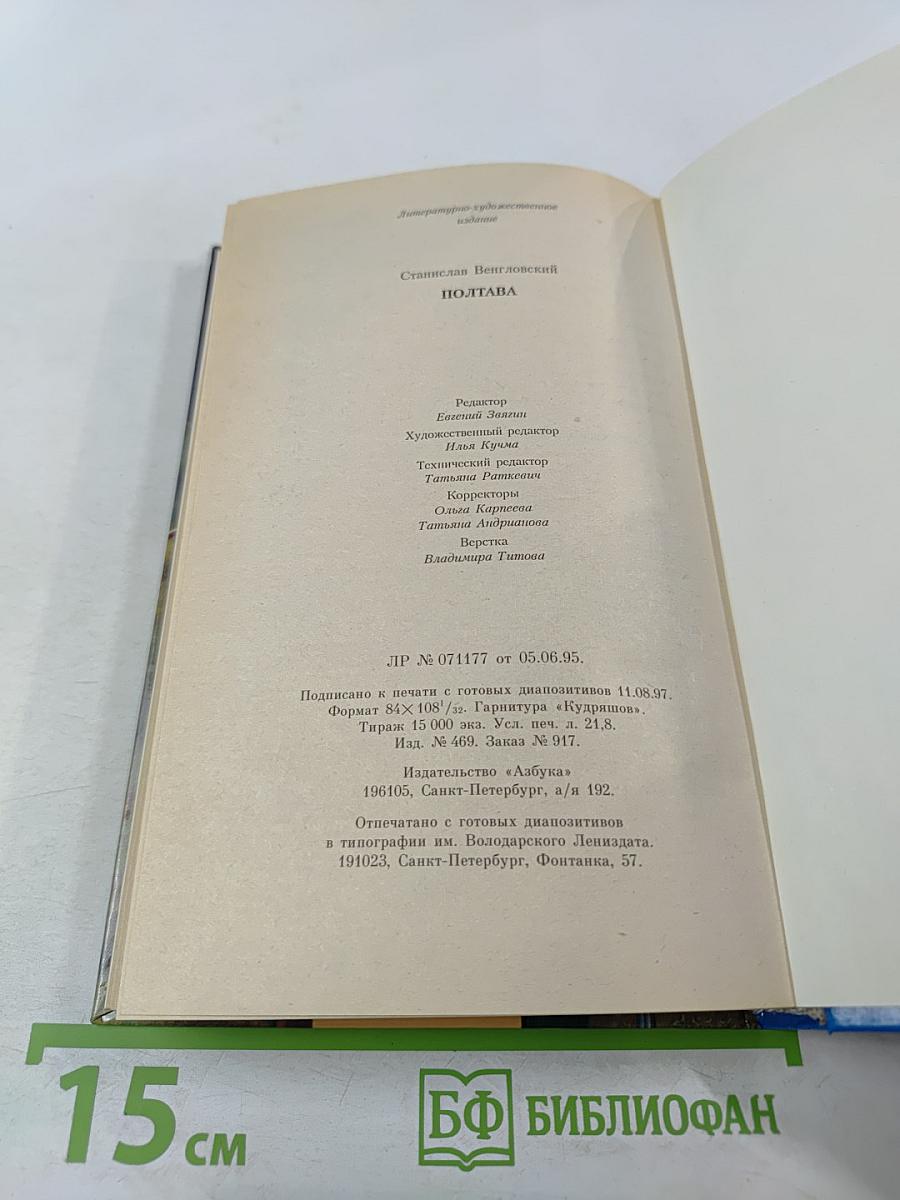 Литературно-художественное
издание
Станислав Венгловский
ПОЛТАВА
Редактор
Евгений Звягин
Художественный редактор
Илья Кучма
Технический редактор
Татьяна Раткевич
Корректоры
Ольга Карпеева
Татьяна Андрианова
Верстка
Владимира Титова
ЛР № 071177 от 05.06.95.
Подписано к печати с готовых диапозитивов 11.08.97.
Формат 84×108¹/₃₂. Гарнитура «Кудряшов».
Тираж 15 000 экз. Усл. печ. л. 21,8.
Изд. № 469. Заказ № 917.
Издательство «Азбука»
196105, Санкт-Петербург, а/я 192.
Отпечатано с готовых диапозитивов
в типографии им. Володарского Лениздата.
191023, Санкт-Петербург, Фонтанка, 57.
15 см
БФ БИБЛИОФАН